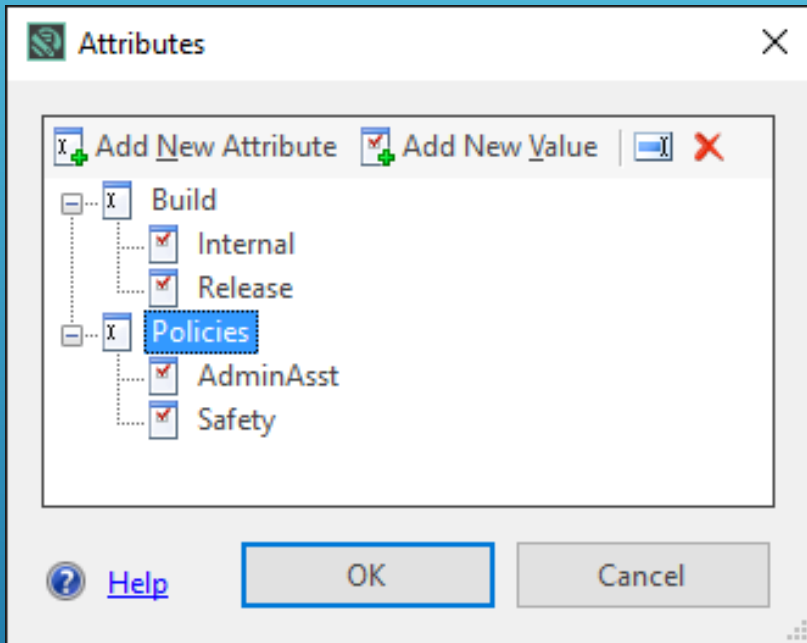 Attributes
Add New Attribute Add New Value
Build
Internal
Release
Policies
AdminAsst
Safety
Help OK Cancel